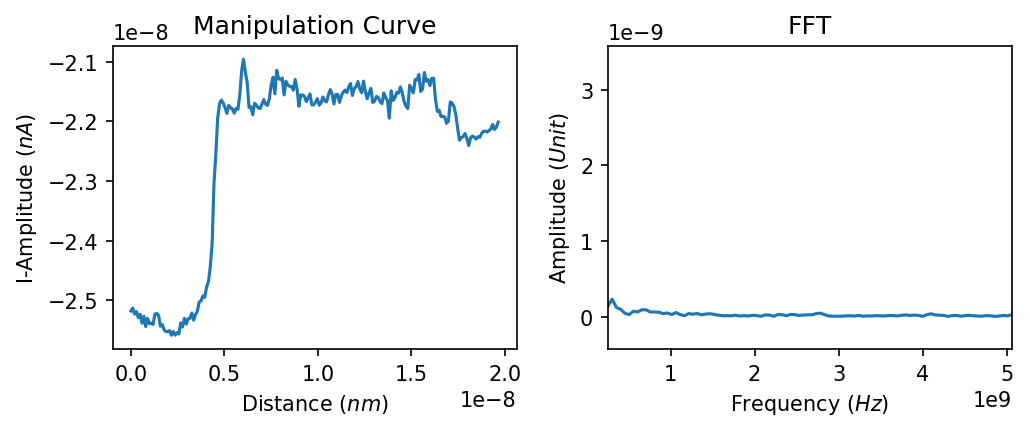 Manipulation Curve
1e−8
−2.1
−2.2
−2.3
−2.4
−2.5
I-Amplitude (nA)
0.0 0.5 1.0 1.5 2.0
Distance (nm)
1e−8
FFT
1e−9
3
2
1
0
Amplitude (Unit)
1 2 3 4 5
Frequency (Hz)
1e9